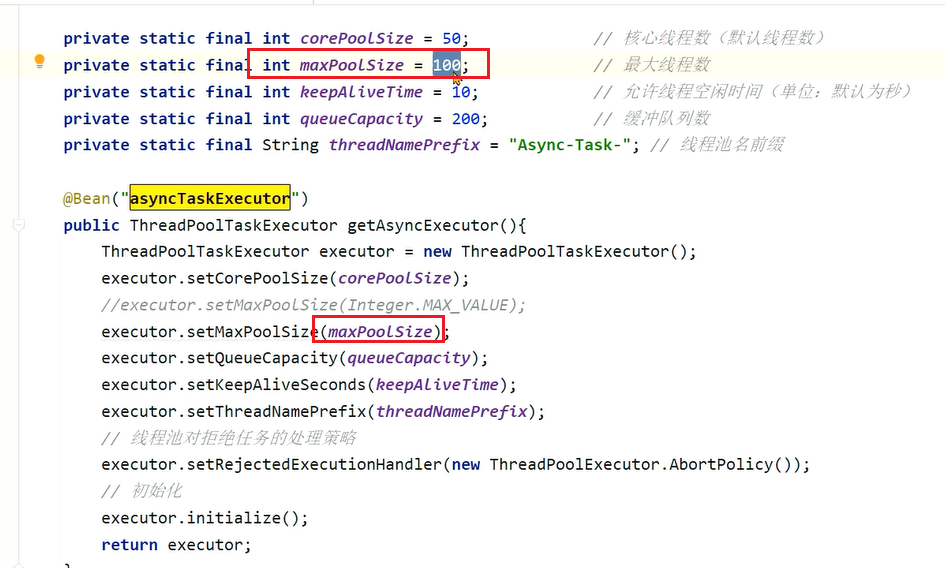 private static final int corePoolSize = 50; // 核心线程数（默认线程数）
private static final int maxPoolSize = 100; // 最大线程数
private static final int keepAliveTime = 10; // 允许线程空闲时间（单位：默认为秒）
private static final int queueCapacity = 200; // 缓冲队列数
private static final String threadNamePrefix = "Async-Task-"; // 线程池名前缀
@Bean("asyncTaskExecutor")
public ThreadPoolTaskExecutor getAsyncExecutor(){
ThreadPoolTaskExecutor executor = new ThreadPoolTaskExecutor();
executor.setCorePoolSize(corePoolSize);
//executor.setMaxPoolSize(Integer.MAX_VALUE);
executor.setMaxPoolSize(maxPoolSize);
executor.setQueueCapacity(queueCapacity);
executor.setKeepAliveSeconds(keepAliveTime);
executor.setThreadNamePrefix(threadNamePrefix);
// 线程池对拒绝任务的处理策略
executor.setRejectedExecutionHandler(new ThreadPoolExecutor.AbortPolicy());
// 初始化
executor.initialize();
return executor;